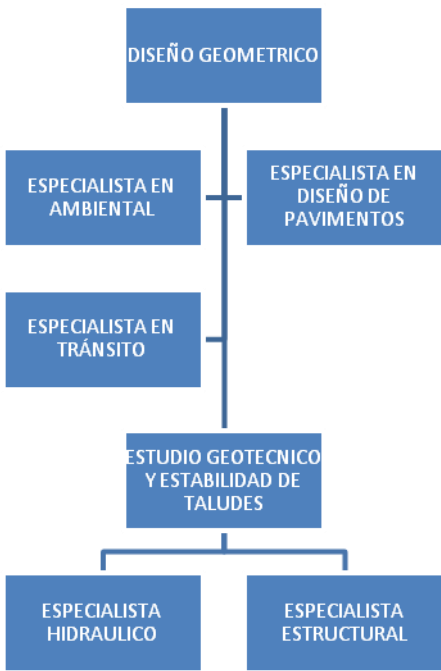 DISEÑO GEOMETRICO
ESPECIALISTA EN
AMBIENTAL
ESPECIALISTA EN
DISEÑO DE
PAVIMENTOS
ESPECIALISTA EN
TRÁNSITO
ESTUDIO GEOTECNICO
Y ESTABILIDAD DE
TALUDES
ESPECIALISTA
HIDRAULICO
ESPECIALISTA
ESTRUCTURAL